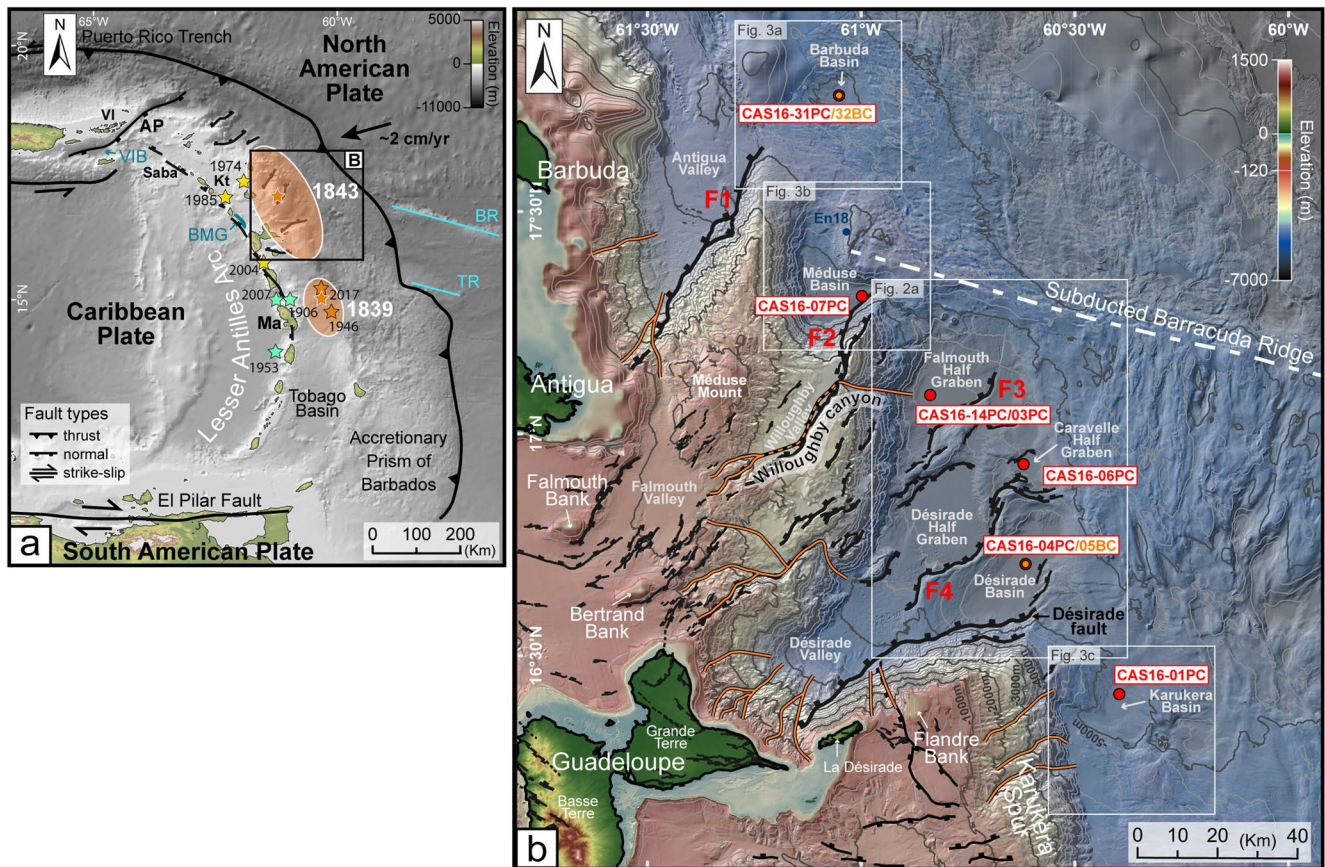 65°W
60°W
5000
0
-11000
Elevation (m)
20°N
N
Puerto Rico Trench
North
American
Plate
~2 cm/yr
VI
AP
VIB
Saba
1974
Kt
1985
B
1843
BMG
BR
TR
15°N
2004
2007
2017
1906
1839
1946
Ma
1953
Caribbean
Plate
Lesser Antilles Arc
Tobago
Basin
Fault types
thrust
normal
strike-slip
Accretionary
Prism of
Barbados
El Pilar Fault
0 100 200
(Km)
South American Plate
a
61°30'W
61°W
60°30'W
60°W
N
Fig. 3a
Barbuda
Basin
CAS16-31PC/32BC
1500
0
-120
-7000
Elevation (m)
Barbuda
Antigua
Valley
F1
Fig. 3b
17°30'N
En18
Méduse
Basin
CAS16-07PC
Fig. 2a
Subducted Barracuda Ridge
F2
Falmouth
Half
Graben
F3
Antigua
Méduse
Mount
Willoughby
Willoughby canyon
CAS16-14PC/03PC
Caravelle
Half
Graben
17°N
CAS16-06PC
Falmouth
Bank
Falmouth
Valley
Désirade
Half
Graben
CAS16-04PC/05BC
F4
Désirade
Basin
Désirade
fault
Bertrand
Bank
Désirade
Valley
16°30'N
Fig. 3c
CAS16-01PC
Karukera
Basin
-1000m
-2000m
-3000m
-5000m
Grande
Terre
Guadeloupe
Basse
Terre
La Désirade
Flandre
Bank
Karukera
Spur
0 10 20 30 40
(Km)
b